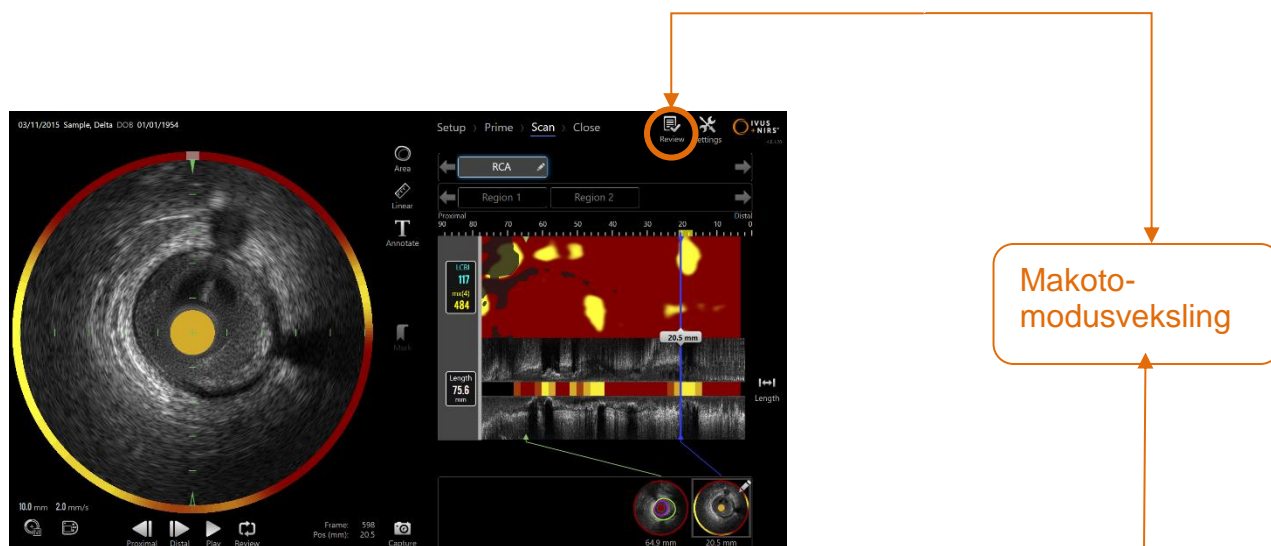 03/11/2015 Sample, Delta DOB 01/01/1954
Setup Prime Scan Close
Review
Settings
IVUS
+NIRS
Area
Linear
T
Annotate
Mark
RCA
Region 1 Region 2
Proximal Distal
90 80 70 60 50 40 30 20 10 0
LCBI
117
mx(4)
484
20.5 mm
Length
75.6
mm
Length
64.9 mm 20.5 mm
10.0 mm 2.0 mm/s
Proximal Distal Play Review
Frame: 598
Pos (mm): 20.5
Capture
Makoto-
modusveksling